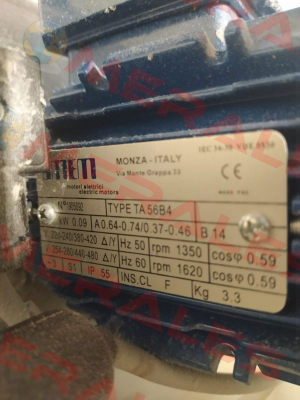 MONZA - ITALY
Via Monte Grappa 33
IEC 34-38 VDE 0530
CE
motori elettrici
electric motors
N°
TYPE TA 56B4
kW 0.09 A 0.64-0.74/0.37-0.46 B 14
220-240/380-420 Δ/Y Hz 50 rpm 1350 cosφ 0.59
254-280/440-480 Δ/Y Hz 60 rpm 1620 cosφ 0.59
S1 IP 55 INS.CL F Kg 3.3